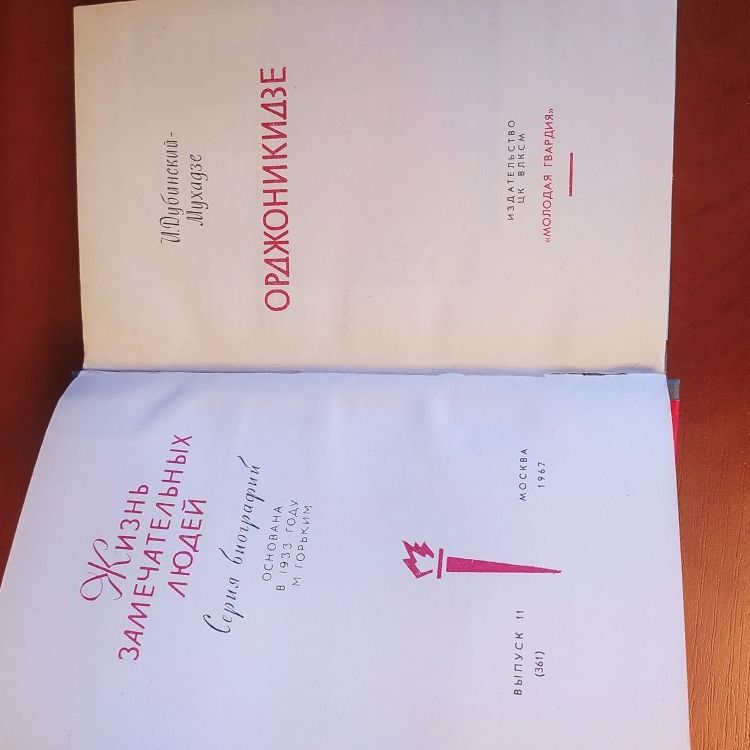 Жизнь
ЗАМЕЧАТЕЛЬНЫХ
ЛЮДЕЙ
Серия биографий
ОСНОВАНА
В 1933 ГОДУ
М ГОРЬКИМ
ВЫПУСК 11
(361)
МОСКВА
1967
И. Дубинский-
Мухадзе
ОРДЖОНИКИДЗЕ
ИЗДАТЕЛЬСТВО
ЦК ВЛКСМ
«МОЛОДАЯ ГВАРДИЯ»